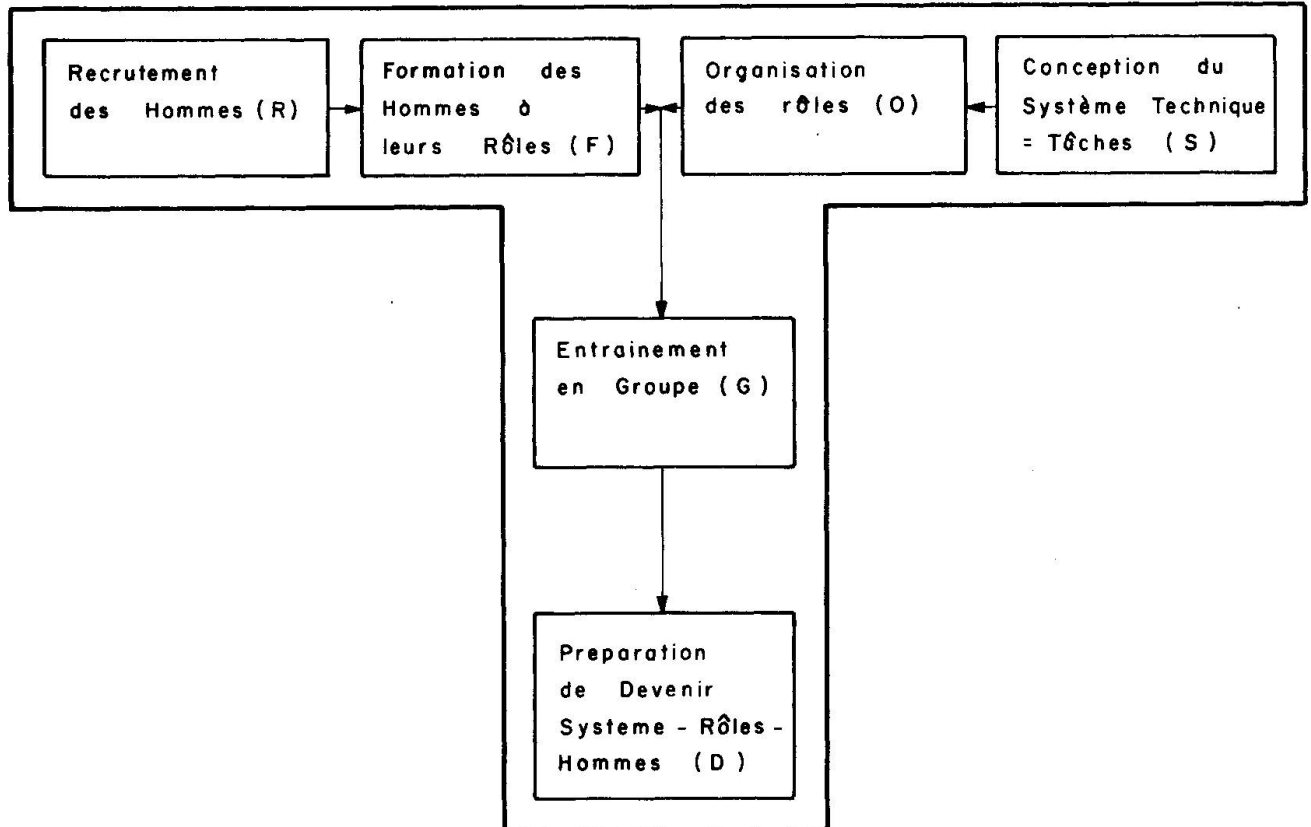 Recrutement
des Hommes (R)
Formation des
Hommes à
leurs Rôles (F)
Organisation
des rôles (O)
Conception du
Système Technique
= Tâches (S)
Entrainement
en Groupe (G)
Preparation
de Devenir
Systeme - Rôles -
Hommes (D)